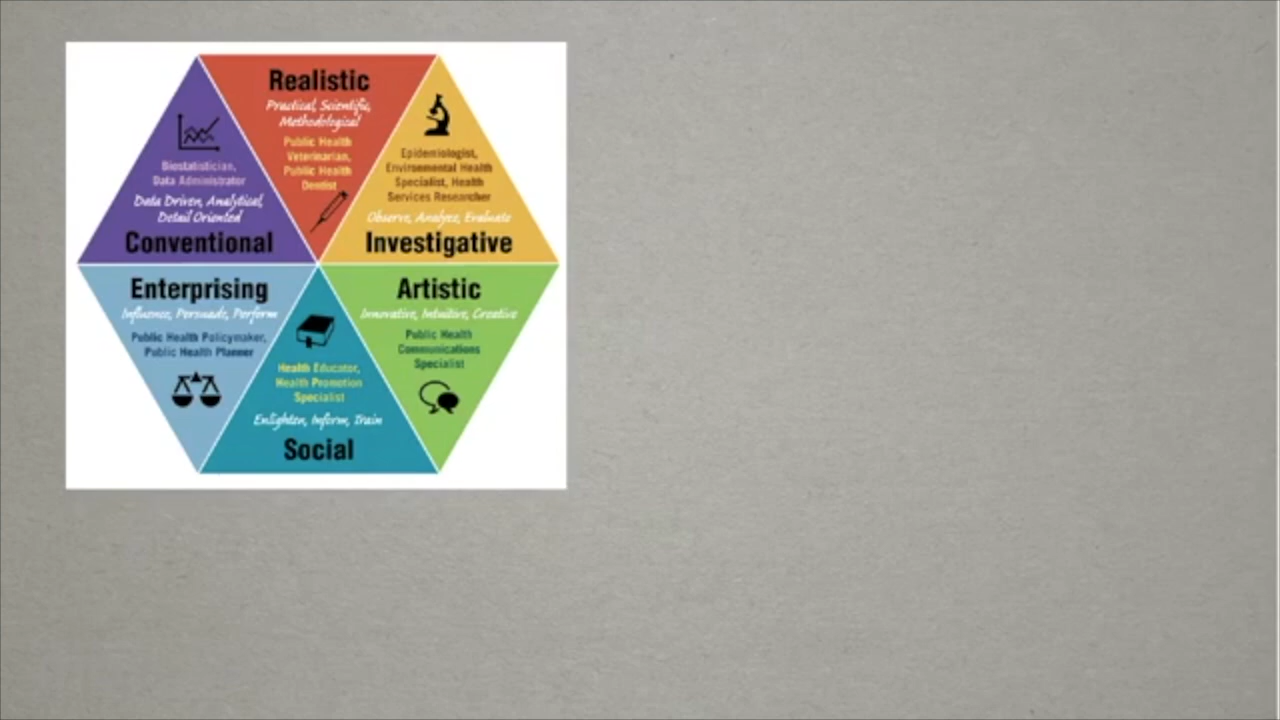 Realistic
Practical, Scientific,
Methodological
Public Health
Veterinarian,
Public Health
Dentist
Epidemiologist,
Environmental Health
Specialist, Health
Services Researcher
Observe, Analyze, Evaluate
Investigative
Biostatistician,
Data Administrator
Data Driven, Analytical,
Detail Oriented
Conventional
Enterprising
Influence, Persuade, Perform
Public Health Policymaker,
Public Health Planner
Artistic
Innovative, Intuitive, Creative
Public Health
Communications
Specialist
Health Educator,
Health Promotion
Specialist
Enlighten, Inform, Train
Social